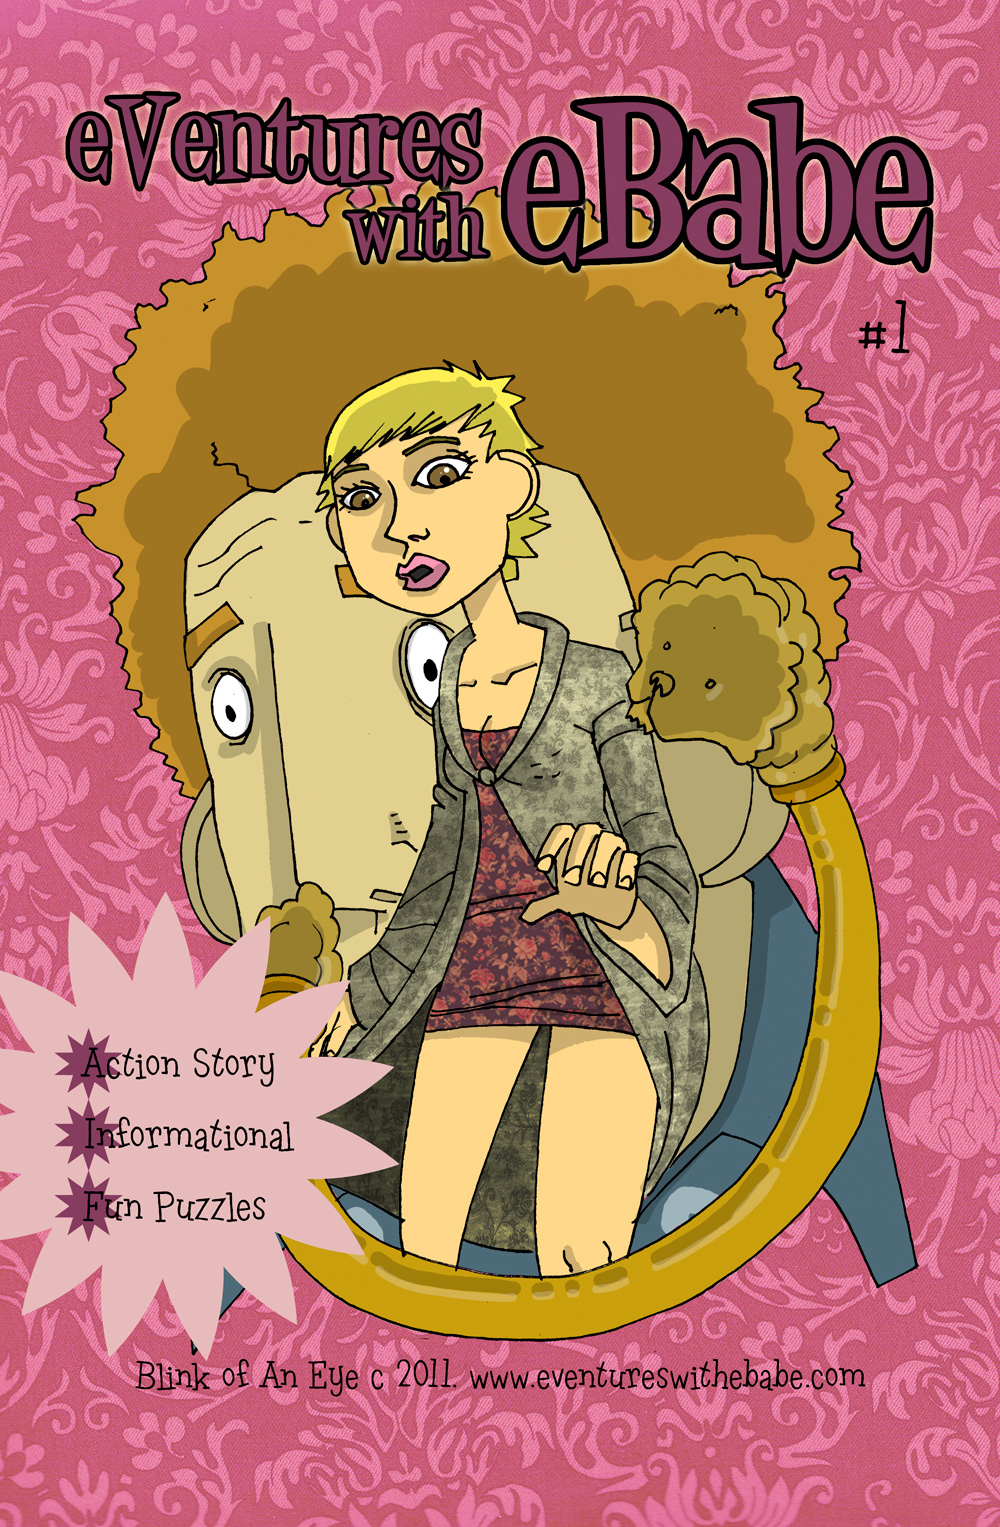 eVentures
with eBabe
#1
Action Story
Informational
Fun Puzzles
Blink of An Eye c 2011. www.eventureswithebabe.com